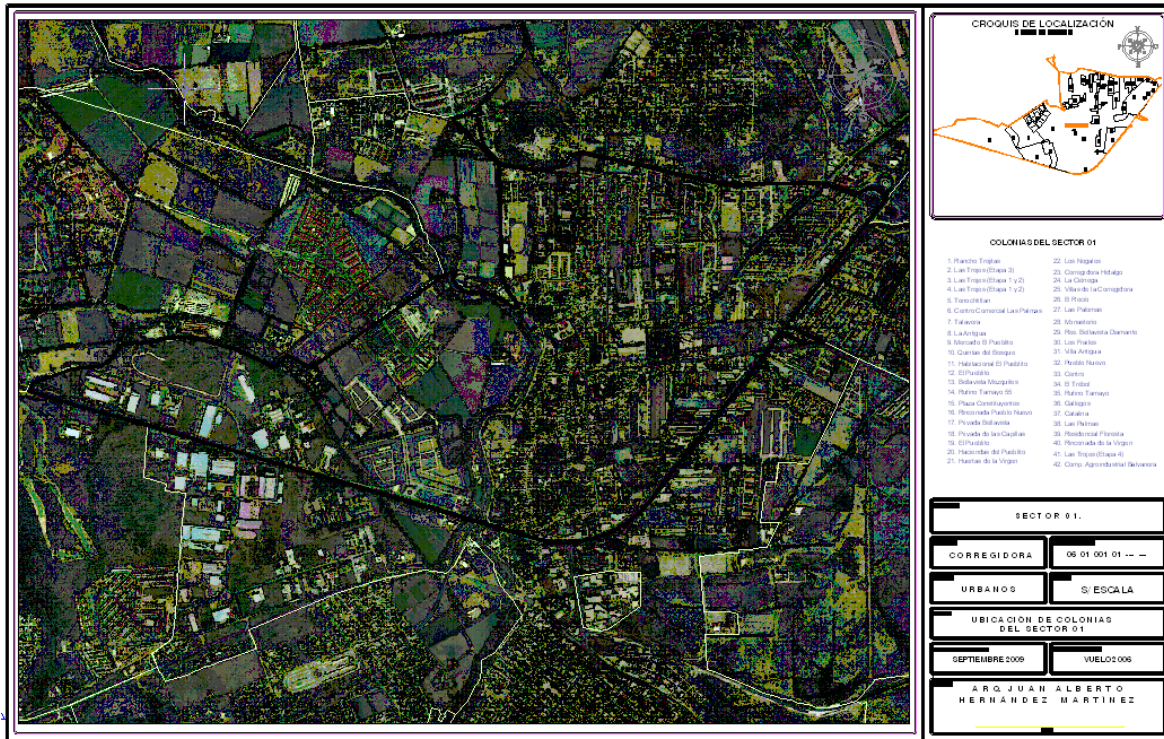 CROQUIS DE LOCALIZACIÓN
COLONIAS DEL SECTOR 01
1. Rancho Trojitas
2. Las Trojes (Etapa 3)
3. Las Trojes (Etapa 1 y 2)
4. Las Trojes (Etapa 1 y 2)
5. Tenochtitlan
6. Centro Comercial Las Palmas
7. Talavera
8. La Antigua
9. Mercado El Pueblito
10. Quintas del Bosque
11. Habitacional El Pueblito
12. El Pueblito
13. Bellavista Mezquites
14. Rufino Tamayo 55
15. Plaza Constituyentes
16. Rinconada Pueblo Nuevo
17. Privada Bellavista
18. Privada de las Capillas
19. El Pueblito
20. Haciendas del Pueblito
21. Huertas de la Virgen
22. Los Nogales
23. Corregidora Hidalgo
24. La Ciénega
25. Villas de la Corregidora
26. El Rocío
27. Las Palomas
28. Monasterio
29. Res. Bellavista Diamante
30. Los Frailes
31. Villa Antigua
32. Pueblo Nuevo
33. Centro
34. El Trébol
35. Rufino Tamayo
36. Gallegos
37. Catalina
38. Las Palmas
39. Residencial Floresta
40. Rinconada de la Virgen
41. Las Trojes (Etapa 4)
42. Comp. Agroindustrial Balvanera
SECTOR 01.
CORREGIDORA
06 01 001 01 -- --
URBANOS
S/ ESCALA
UBICACIÓN DE COLONIAS
DEL SECTOR 01
SEPTIEMBRE 2009
VUELO 2006
ARQ. JUAN ALBERTO
HERNÁNDEZ MARTÍNEZ